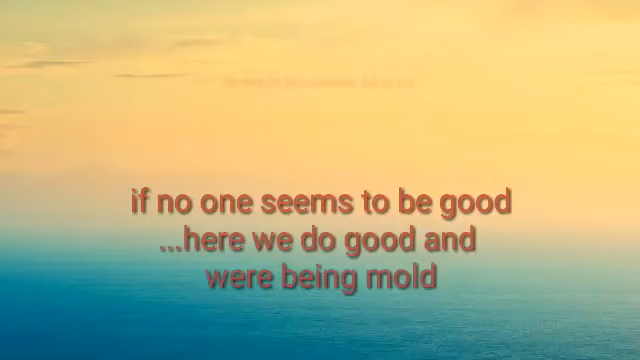 if no one seems to be good
...here we do good and
were being mold